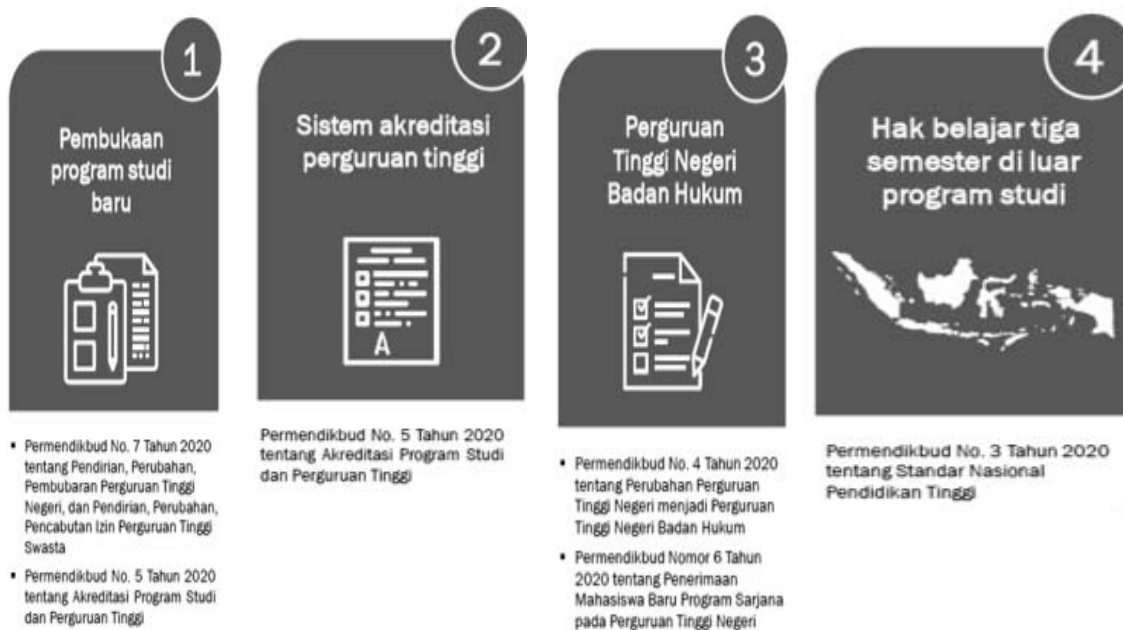 1
Pembukaan
program studi
baru
▪ Permendikbud No. 7 Tahun 2020
tentang Pendirian, Perubahan,
Pembubaran Perguruan Tinggi
Negeri, dan Pendirian, Perubahan,
Pencabutan Izin Perguruan Tinggi
Swasta
▪ Permendikbud No. 5 Tahun 2020
tentang Akreditasi Program Studi
dan Perguruan Tinggi
2
Sistem akreditasi
perguruan tinggi
A
Permendikbud No. 5 Tahun 2020
tentang Akreditasi Program Studi
dan Perguruan Tinggi
3
Perguruan
Tinggi Negeri
Badan Hukum
▪ Permendikbud No. 4 Tahun 2020
tentang Perubahan Perguruan
Tinggi Negeri menjadi Perguruan
Tinggi Negeri Badan Hukum
▪ Permendikbud Nomor 6 Tahun
2020 tentang Penerimaan
Mahasiswa Baru Program Sarjana
pada Perguruan Tinggi Negeri
4
Hak belajar tiga
semester di luar
program studi
Permendikbud No. 3 Tahun 2020
tentang Standar Nasional
Pendidikan Tinggi